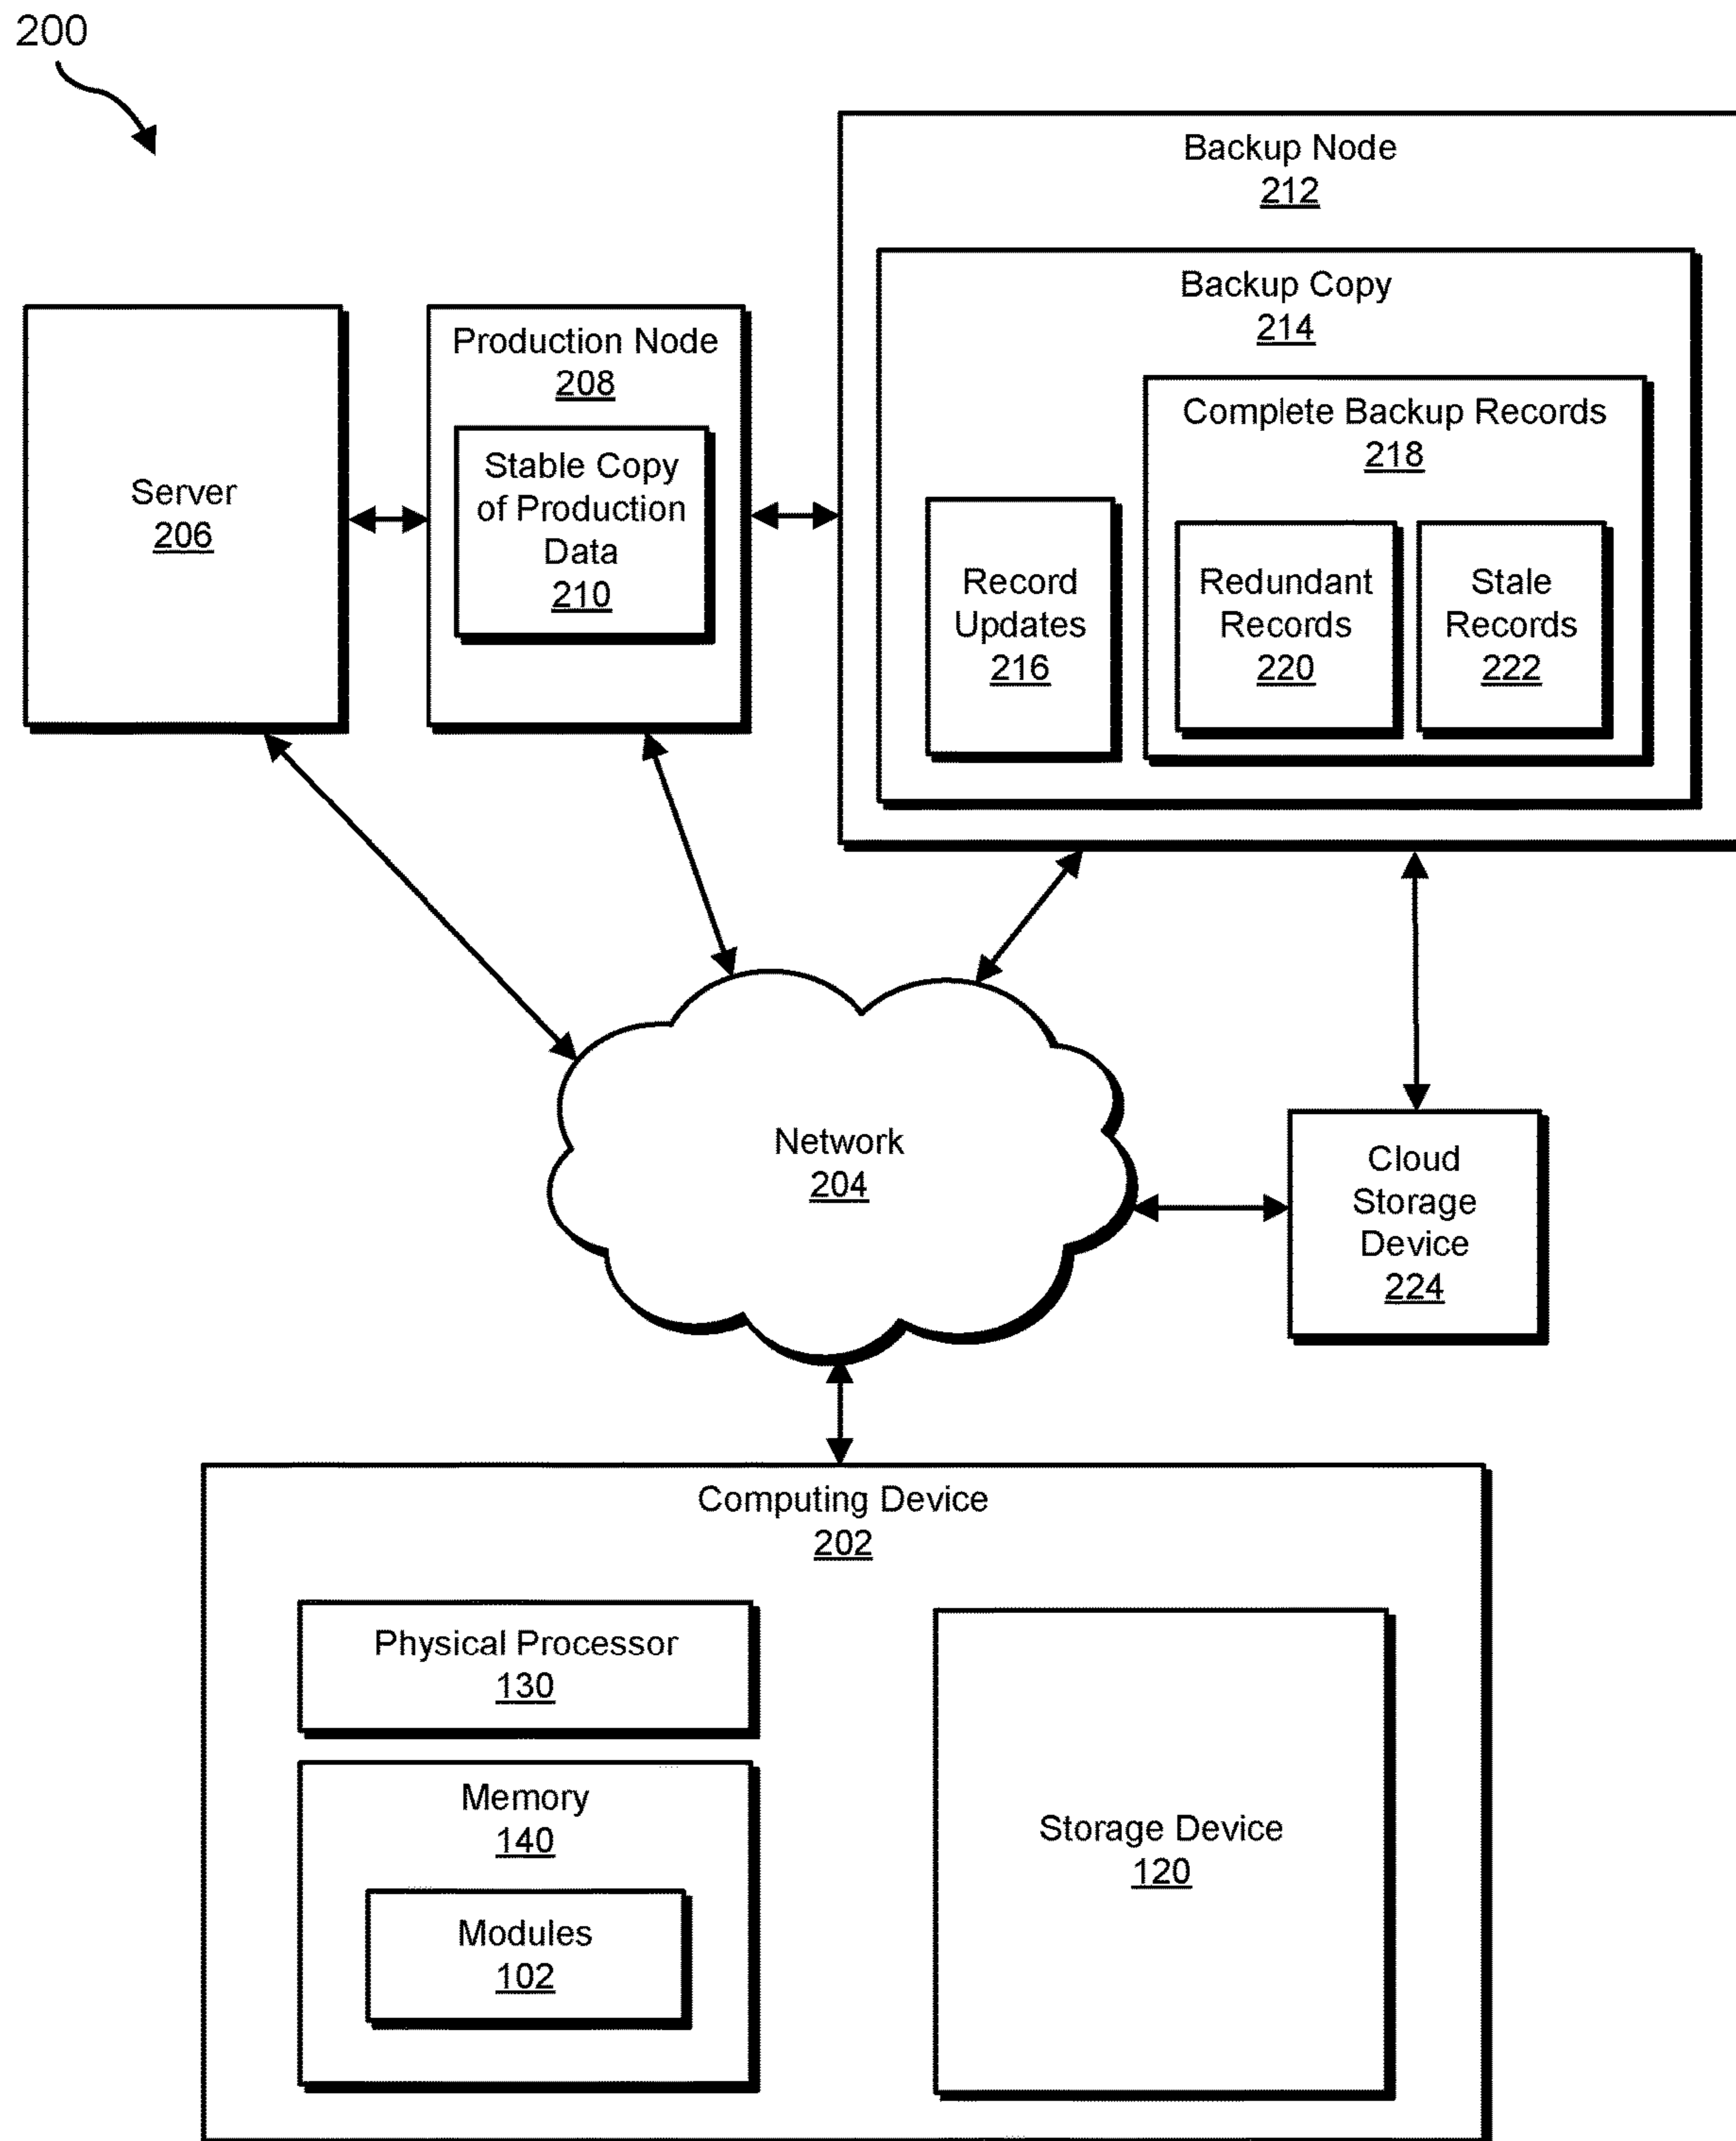 200
Backup Node
212
Backup Copy
214
Complete Backup Records
218
Record
Updates
216
Redundant
Records
220
Stale
Records
222
Server
206
Production Node
208
Stable Copy
of Production
Data
210
Network
204
Cloud
Storage
Device
224
Computing Device
202
Physical Processor
130
Memory
140
Modules
102
Storage Device
120